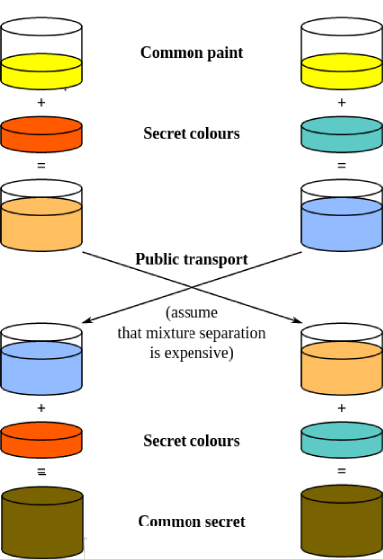 Common paint
+ +
Secret colours
= =
Public transport
(assume
that mixture separation
is expensive)
+ +
Secret colours
= =
Common secret